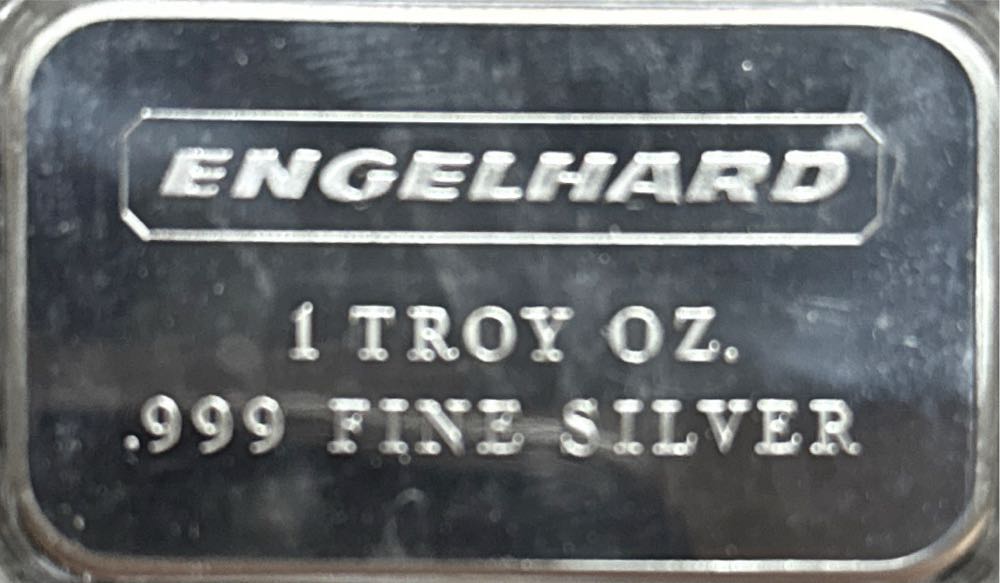 ENGELHARD
1 TROY OZ.
.999 FINE SILVER